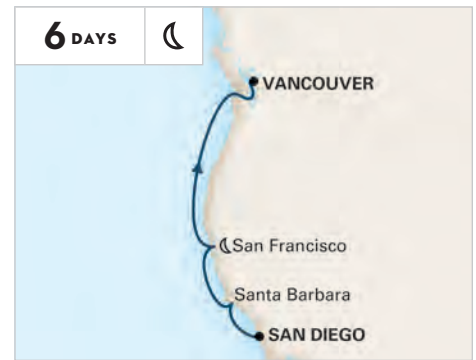 6 DAYS
VANCOUVER
San Francisco
Santa Barbara
SAN DIEGO